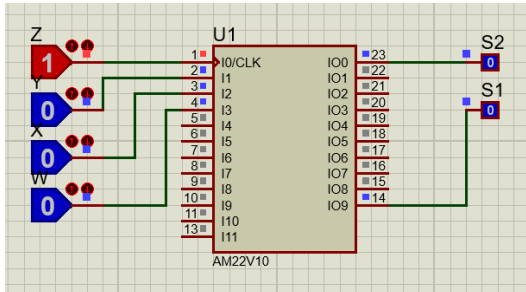 Z
1
Y
0
X
0
W
0
U1
1
I0/CLK
2
I1
3
I2
4
I3
5
I4
6
I5
7
I6
8
I7
9
I8
10
I9
11
I10
13
I11
IO0
23
IO1
22
IO2
21
IO3
20
IO4
19
IO5
18
IO6
17
IO7
16
IO8
15
IO9
14
AM22V10
S2
0
S1
0